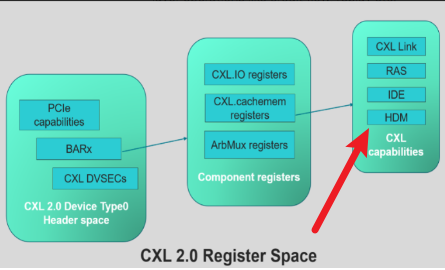 PCIe
capabilities
BARx
CXL DVSECs
CXL 2.0 Device Type0
Header space
CXL.IO registers
CXL.cachemem
registers
ArbMux registers
Component registers
CXL Link
RAS
IDE
HDM
CXL
capabilities
CXL 2.0 Register Space